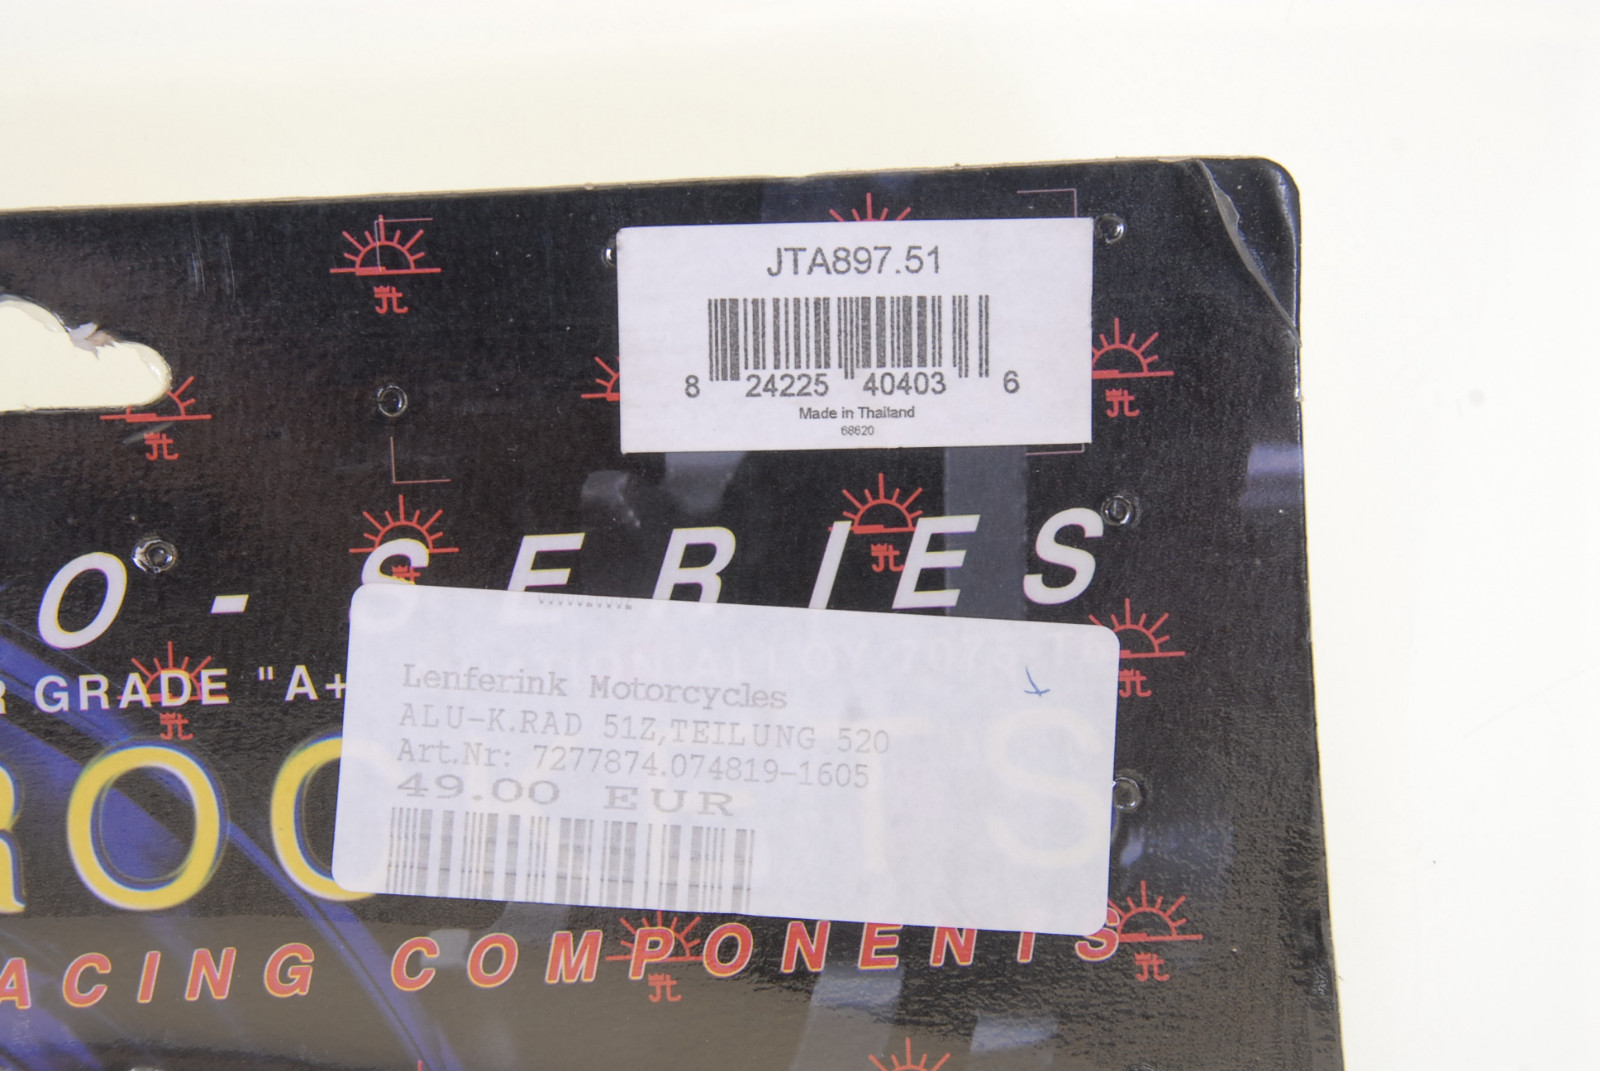 JTA897.51
8 24225 40403 6
Made in Thailand
68620
O-SERIES
R GRADE "A+
Lenferink Motorcycles
ALU-K.RAD 51Z,TEILUNG 520
Art.Nr: 7277874.074819-1605
49.00 EUR
ROC
ACING COMPONENTS